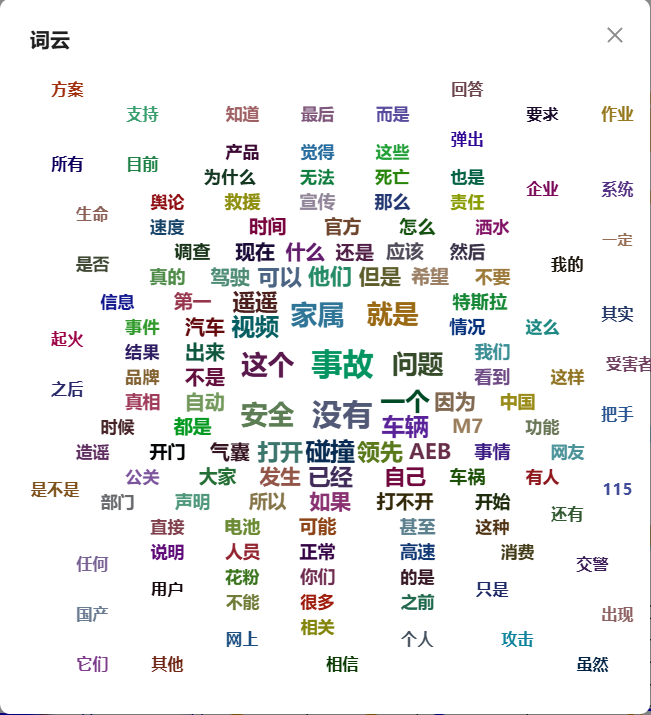 词云
方案 回答
支持 知道 最后 而是 要求 作业
弹出
产品 觉得 这些
所有 目前
为什么 无法 死亡 也是
企业 系统
舆论 救援 宣传 那么 责任
生命
速度 时间 官方 怎么 洒水
一定
调查 现在 什么 还是 应该 然后
是否 我的
真的 驾驶 可以 他们 但是 希望 不要
信息 第一 遥遥 特斯拉
家属 就是 其实
事件 汽车 视频 情况 这么
起火
结果 出来 我们
这个 事故 问题 受害者
品牌 不是 看到 这样
之后
真相 自动 一个 因为 中国
安全 没有 把手
时候 都是 车辆 M7 功能
造谣 开门 气囊 打开 碰撞 领先 AEB 事情 网友
公关 大家 发生 已经 自己 车祸 有人
是不是 115
部门 声明 所以 如果 打不开 开始
还有
直接 电池 可能 甚至 这种
说明 人员 正常 高速 消费
任何 交警
花粉 你们 的是
用户 只是
不能 很多 之前
国产 出现
相关
网上 个人 攻击
它们 其他 相信 虽然